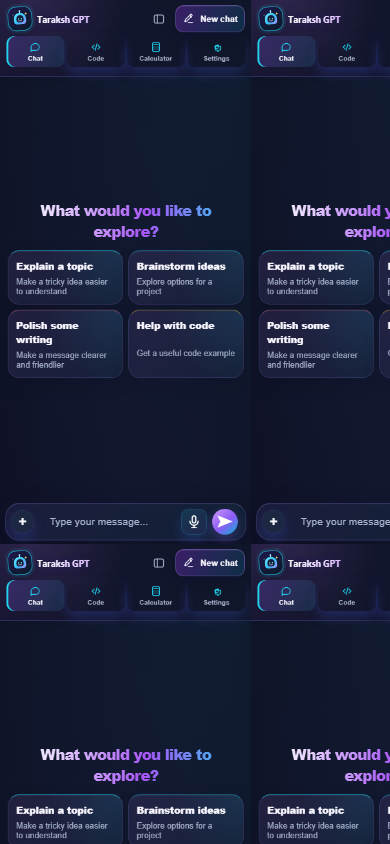 Taraksh GPT
New chat
Chat
Code
Calculator
Settings
What would you like to
explore?
Explain a topic
Make a tricky idea easier
to understand
Brainstorm ideas
Explore options for a
project
Polish some
writing
Make a message clearer
and friendlier
Help with code
Get a useful code example
Type your message...
Taraksh GPT
Chat
Code
What would y
explor
Explain a topic
Make a tricky idea easier
to understand
Polish some
writing
Make a message clearer
and friendlier
Type your message
Taraksh GPT
New chat
Chat
Code
Calculator
Settings
What would you like to
explore?
Explain a topic
Make a tricky idea easier
to understand
Brainstorm ideas
Explore options for a
project
Taraksh GPT
Chat
Code
What would y
explor
Explain a topic
Make a tricky idea easier
to understand